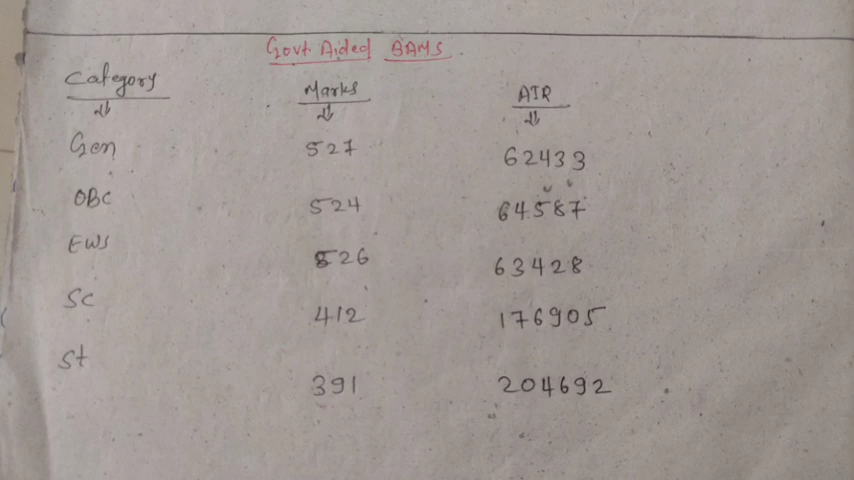 Govt Aided BAMS
Category Marks AIR
Gen 527 62433
OBC 524 64587
EWS 526 63428
SC 412 176905
St 391 204692